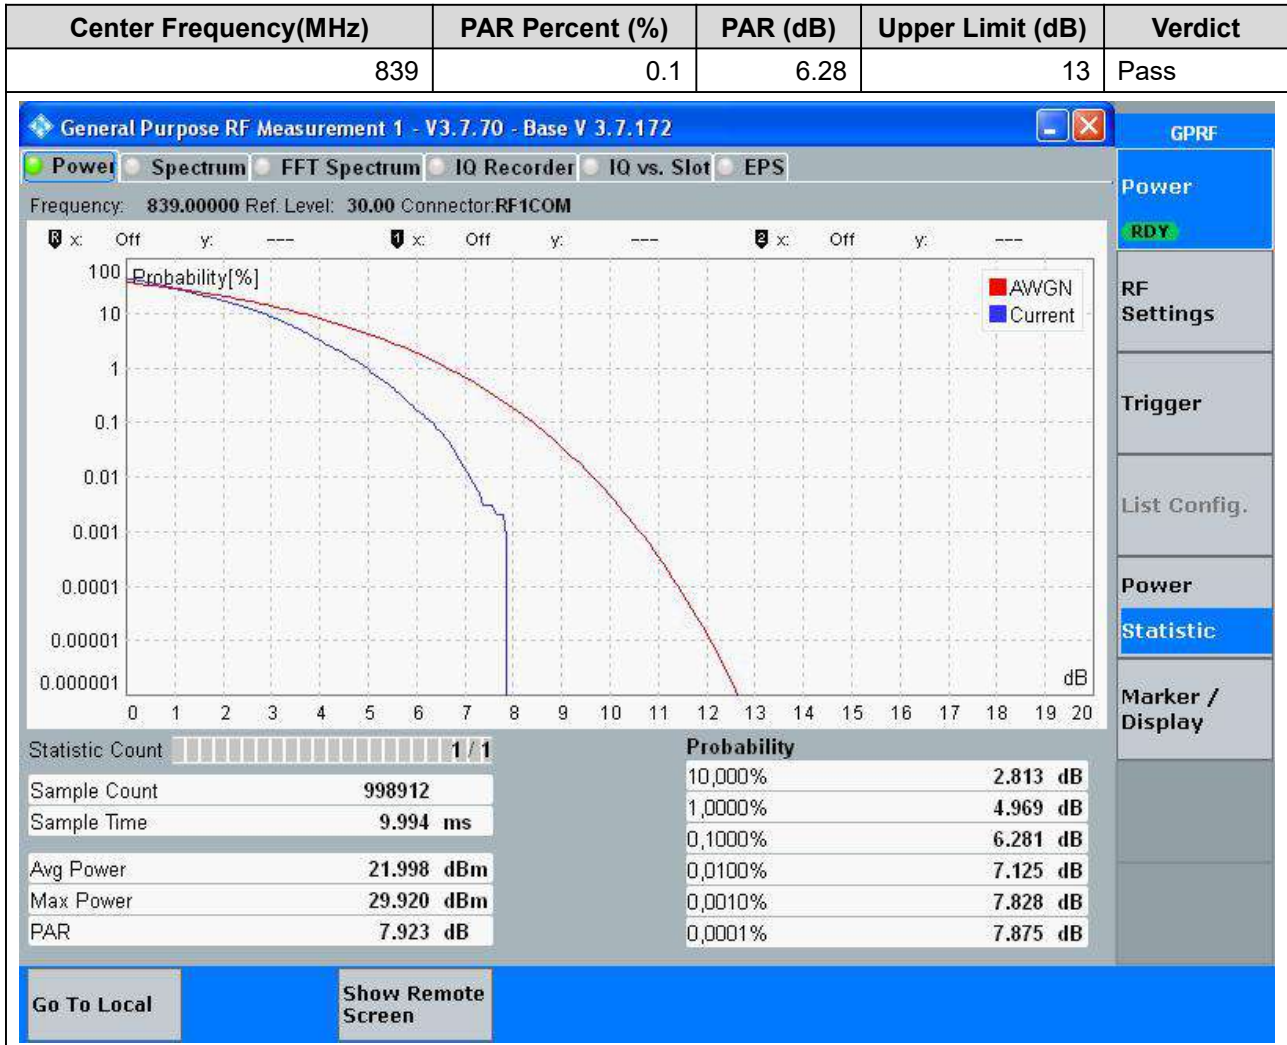 Center Frequency(MHz) PAR Percent (%) PAR (dB) Upper Limit (dB) Verdict
839 0.1 6.28 13 Pass
General Purpose RF Measurement 1 - V3.7.70 - Base V 3.7.172
GPRF
Power Spectrum FFT Spectrum IQ Recorder IQ vs. Slot EPS
Power
RDY
Frequency: 839.00000 Ref. Level: 30.00 Connector:RF1COM
R x: Off y: --- 1 x: Off y: --- 2 x: Off y: ---
Probability[%]
100
10
1
0.1
0.01
0.001
0.0001
0.00001
0.000001
AWGN
Current
dB
0 1 2 3 4 5 6 7 8 9 10 11 12 13 14 15 16 17 18 19 20
RF
Settings
Trigger
List Config.
Power
Statistic
Marker /
Display
Statistic Count 1 / 1
Sample Count 998912
Sample Time 9.994 ms
Avg Power 21.998 dBm
Max Power 29.920 dBm
PAR 7.923 dB
Probability
10,000% 2.813 dB
1,0000% 4.969 dB
0,1000% 6.281 dB
0,0100% 7.125 dB
0,0010% 7.828 dB
0,0001% 7.875 dB
Go To Local
Show Remote
Screen